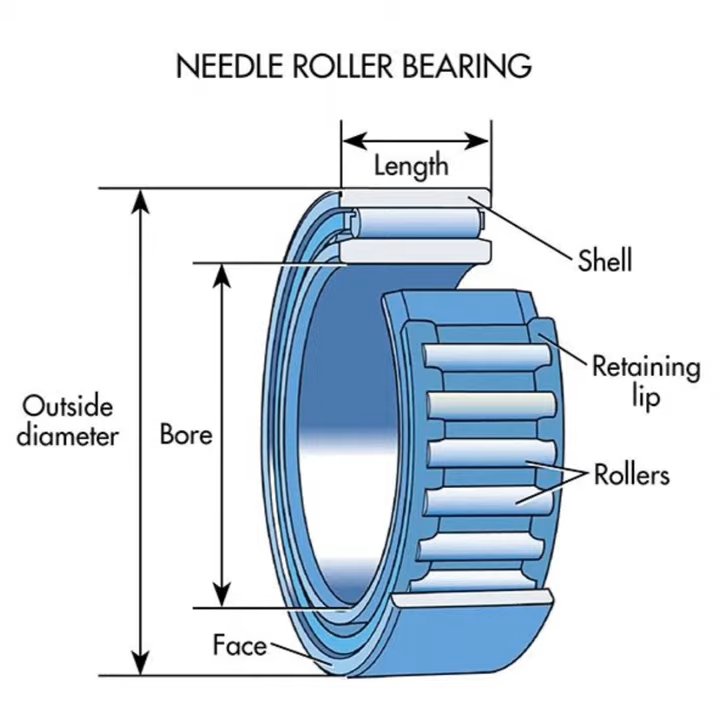 NEEDLE ROLLER BEARING
Length
Shell
Retaining
lip
Outside
diameter
Bore
Rollers
Face